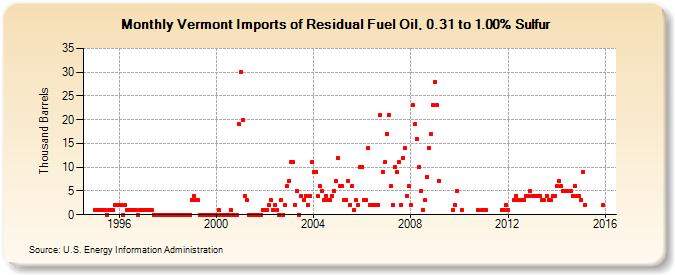 Monthly Vermont Imports of Residual Fuel Oil, 0.31 to 1.00% Sulfur
Thousand Barrels
35
30
25
20
15
10
5
0
1996 2000 2004 2008 2012 2016
Source: U.S. Energy Information Administration